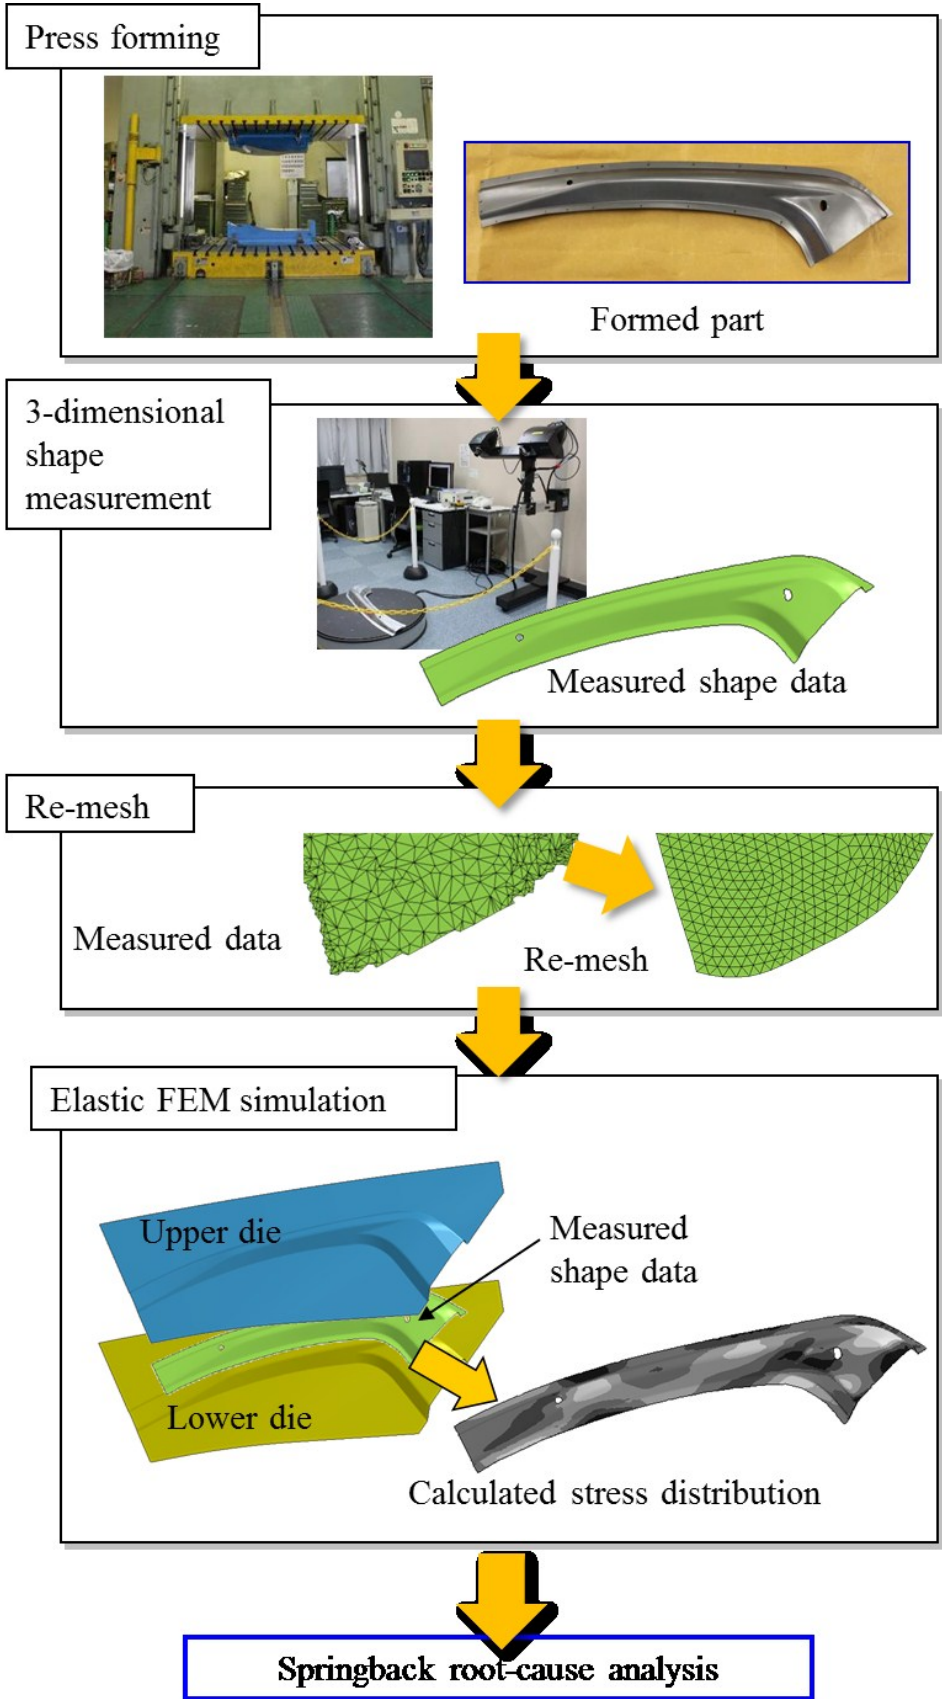 Press forming
Formed part
3-dimensional
shape
measurement
Measured shape data
Re-mesh
Measured data
Re-mesh
Elastic FEM simulation
Upper die
Measured
shape data
Lower die
Calculated stress distribution
Springback root-cause analysis